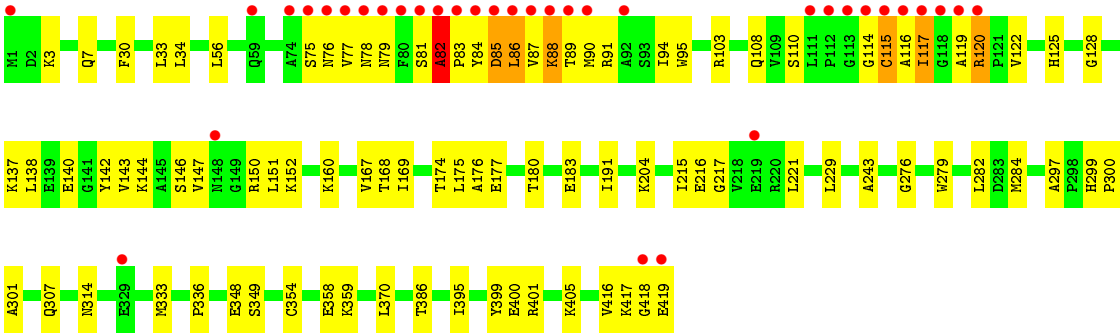 M1 D2 K3 Q7 F30 L33 L34 L56 Q59 A74 S75 N76 V77 N78 N79 F80 S81 A82 P83 Y84 D85 L86 V87 K88 T89 M90 R91 A92 S93 I94 W95 R103 Q108 V109 S110 L111 P112 G113 G114 C115 A116 I117 G118 A119 R120 P121 V122 H125 G128
K137 L138 E139 E140 G141 Y142 V143 K144 A145 S146 V147 N148 G149 R150 L151 K152 K160 V167 T168 I169 T174 L175 A176 E177 T180 E183 I191 K204 I215 E216 G217 V218 E219 R220 L221 L229 A243 G276 W279 L282 D283 M284 A297 P298 H299 P300
A301 Q307 N314 E329 M333 P336 E348 S349 C354 E358 K359 L370 T386 I395 Y399 E400 R401 K405 V416 K417 G418 E419